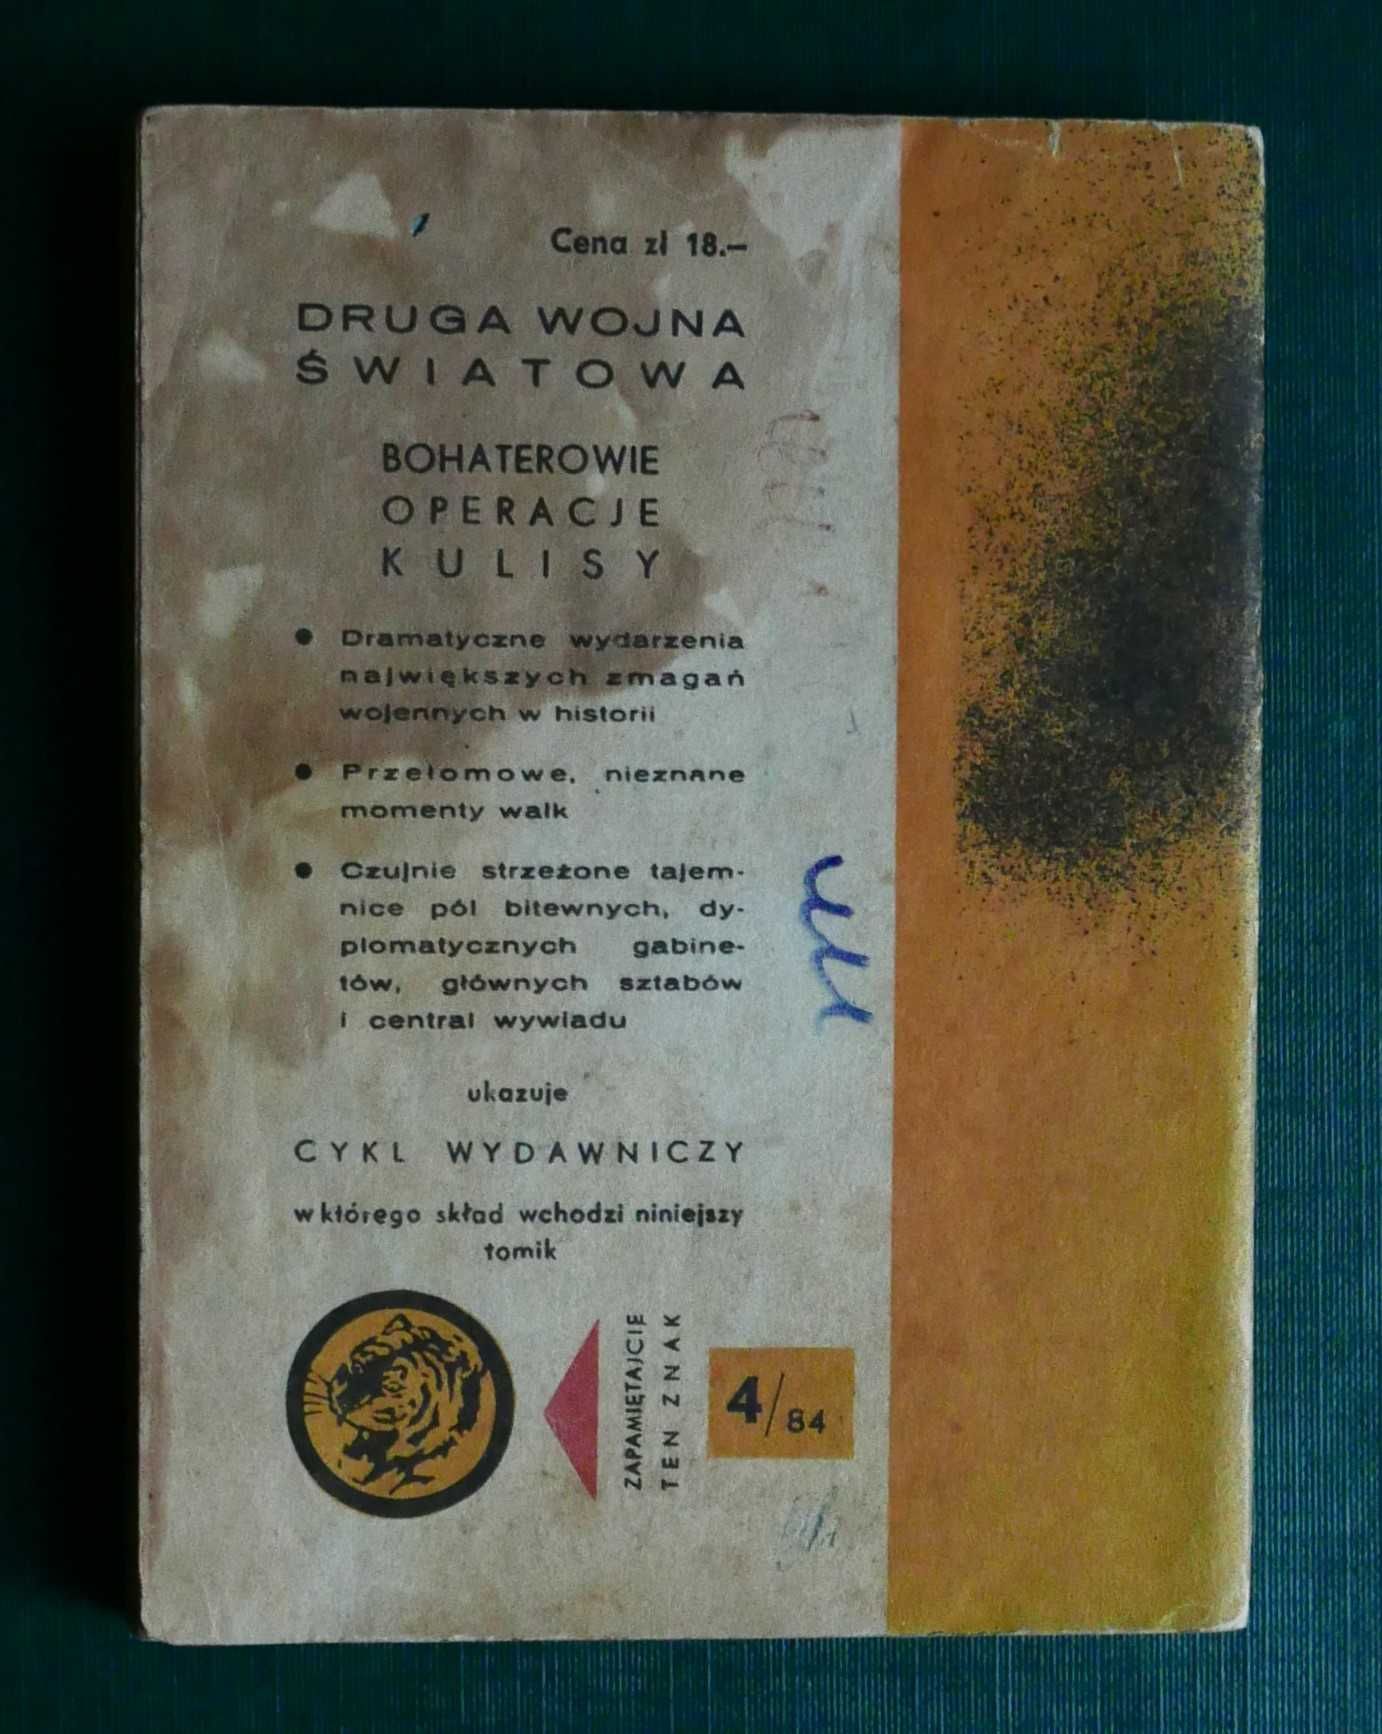 Cena zł 18.–
DRUGA WOJNA
ŚWIATOWA
BOHATEROWIE
OPERACJE
KULISY
● Dramatyczne wydarzenia
największych zmagań
wojennych w historii
● Przełomowe, nieznane
momenty walk
● Czujnie strzeżone tajem-
nice pól bitewnych, dy-
plomatycznych gabine-
tów, głównych sztabów
i central wywiadu
ukazuje
CYKL WYDAWNICZY
w którego skład wchodzi niniejszy
tomik
ZAPAMIĘTAJCIE
TEN ZNAK
4/84